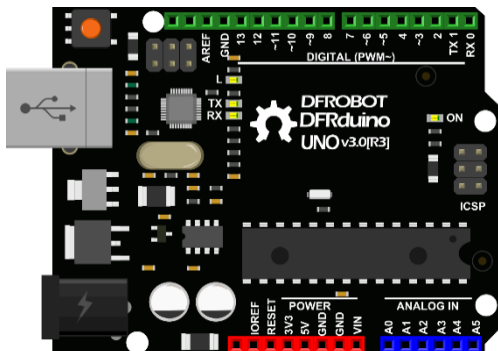 AREF
GND
13
12
~11
~10
~9
8
7
~6
~5
4
~3
2
TX 1
RX 0
DIGITAL (PWM~)
L
TX
RX
DFROBOT
DFRduino
UNO v3.0[R3]
ON
ICSP
POWER
ANALOG IN
IOREF
RESET
3V3
5V
GND
GND
VIN
A0
A1
A2
A3
A4
A5